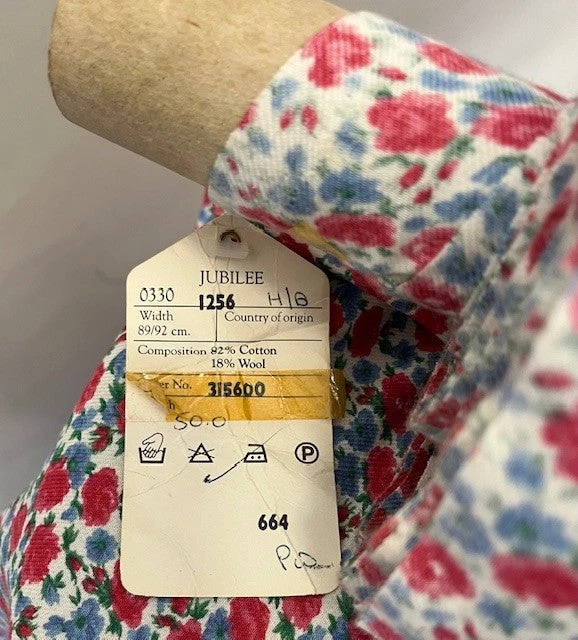 JUBILEE
0330 1256 H/B
Width Country of origin
89/92 cm.
Composition 82% Cotton
18% Wool
No. 315600
50.0
P
664